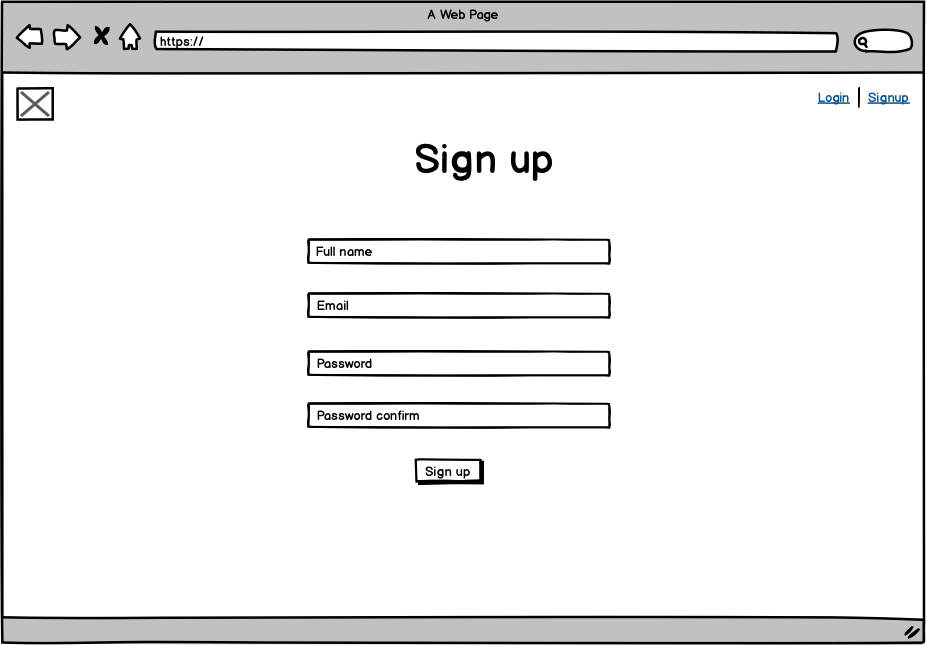 A Web Page
https://
Login | Signup
Sign up
Full name
Email
Password
Password confirm
Sign up